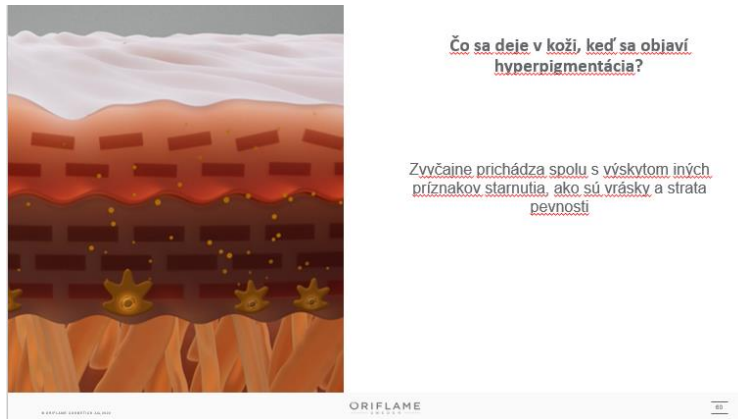 Čo sa deje v koži, keď sa objaví
hyperpigmentácia?
Zvyčajne prichádza spolu s výskytom iných
príznakov starnutia, ako sú vrásky a strata
pevnosti
ORIFLAME
SWEDEN